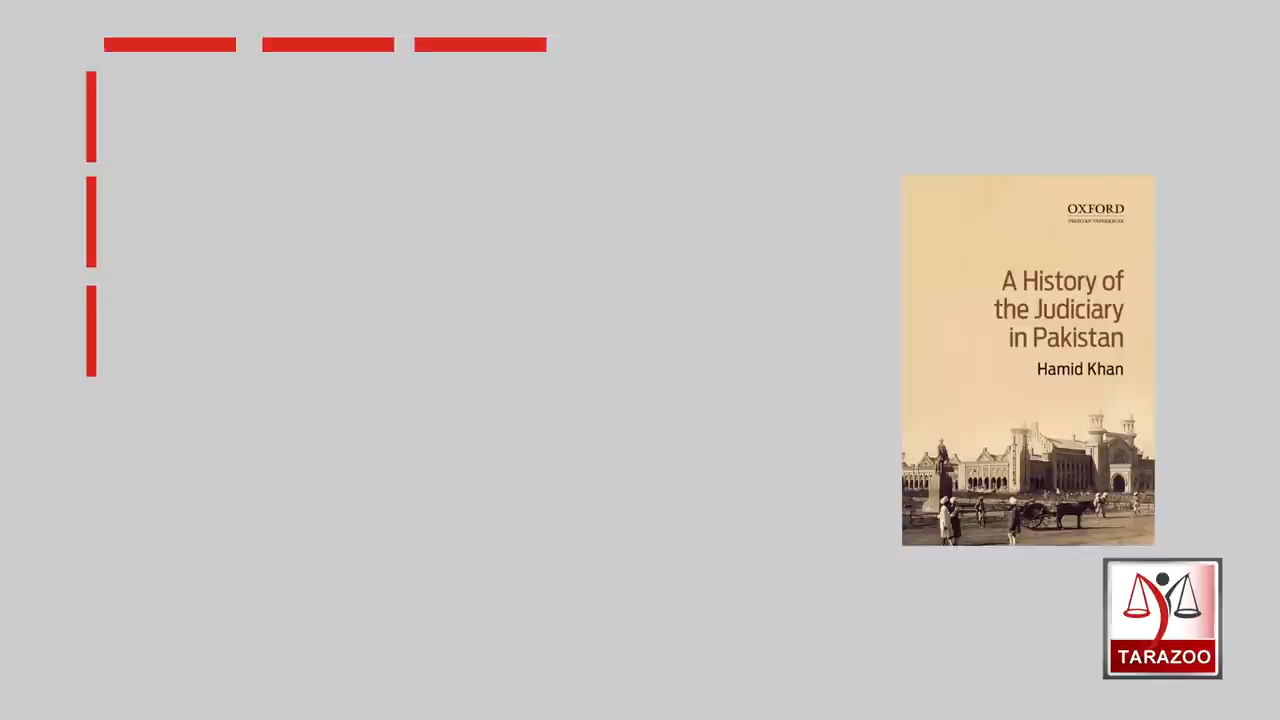 OXFORD
A History of
the Judiciary
in Pakistan
Hamid Khan
TARAZOO